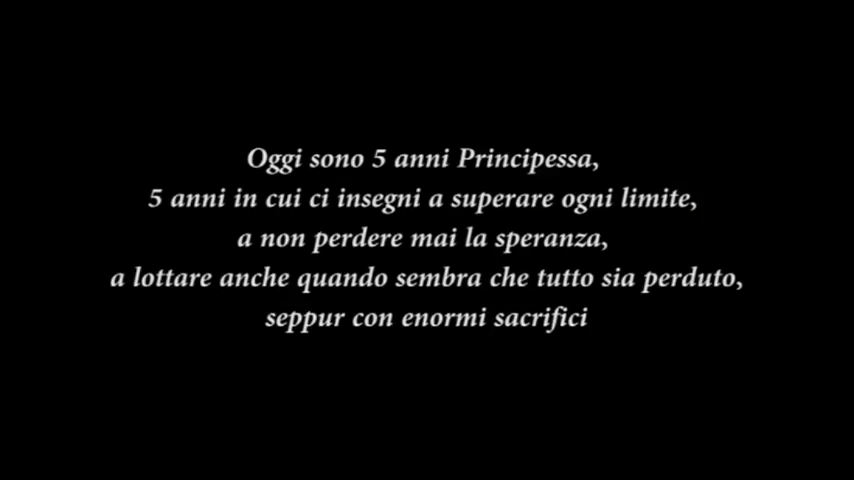 Oggi sono 5 anni Principessa,
5 anni in cui ci insegni a superare ogni limite,
a non perdere mai la speranza,
a lottare anche quando sembra che tutto sia perduto,
seppur con enormi sacrifici